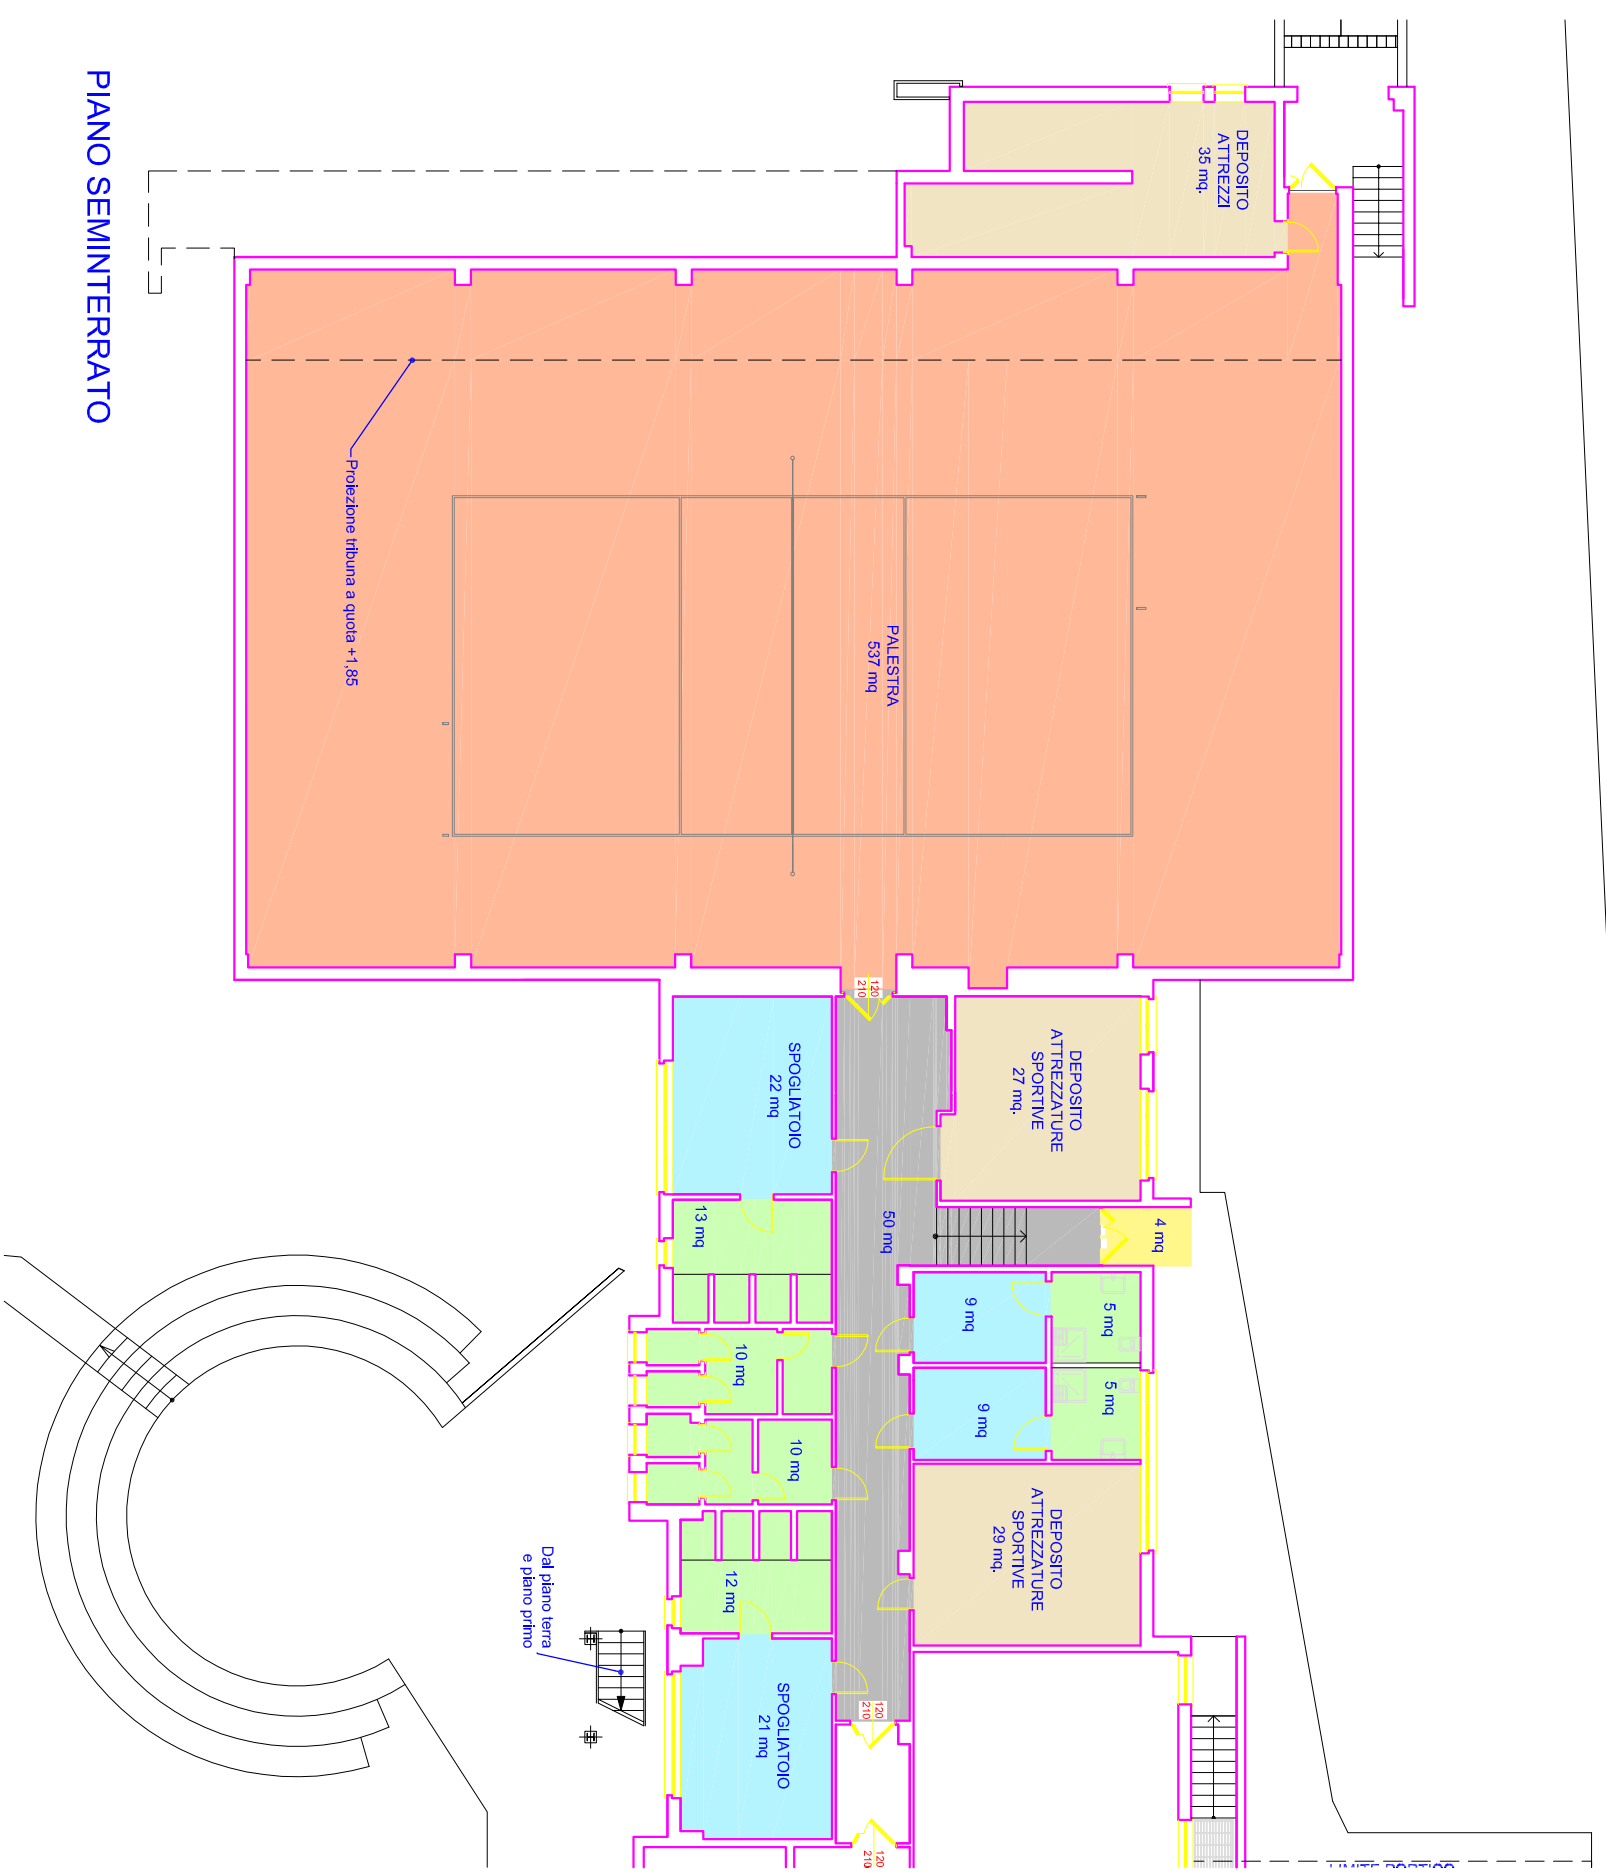 PIANO SEMINTERRATO
DEPOSITO
ATTREZZI
35 mq.
Proiezione tribuna a quota +1,85
PALESTRA
537 mq
120
210
SPOGLIATOIO
22 mq
DEPOSITO
ATTREZZATURE
SPORTIVE
27 mq.
13 mq
50 mq
4 mq
9 mq
5 mq
10 mq
9 mq
5 mq
10 mq
DEPOSITO
ATTREZZATURE
SPORTIVE
29 mq.
12 mq
Dal piano terra
e piano primo
SPOGLIATOIO
21 mq
120
210
120
210
LIMITE PORTICO